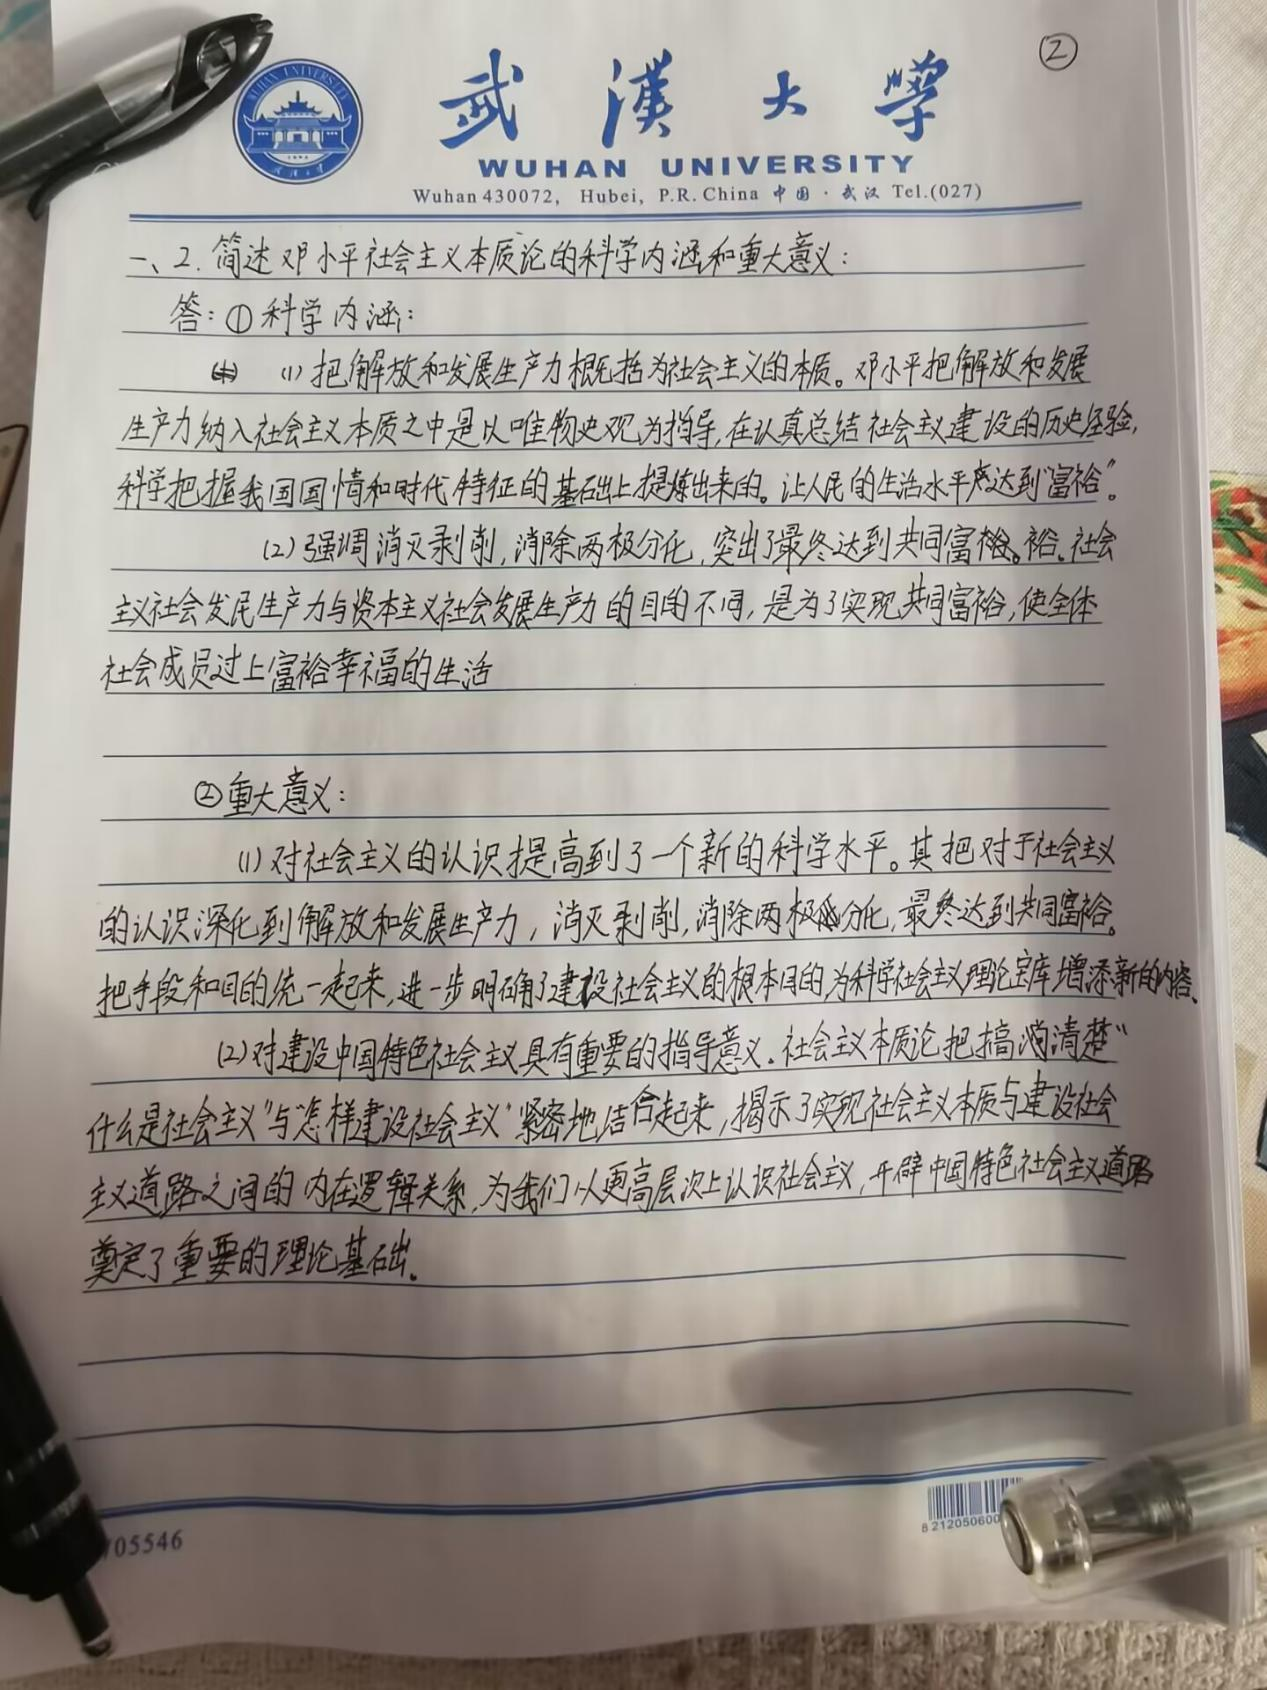 ②
武汉大学
WUHAN UNIVERSITY
Wuhan 430072, Hubei, P.R. China 中国·武汉 Tel.(027)
一、2. 简述邓小平社会主义本质论的科学内涵和重大意义:
答:①科学内涵:
(1)把解放和发展生产力概括为社会主义的本质。邓小平把解放和发展
生产力纳入社会主义本质之中是以唯物史观为指导,在认真总结社会主义建设的历史经验,
科学把握我国国情和时代特征的基础上提炼出来的。让人民的生活水平达到“富裕”。
(2)强调消灭剥削,消除两极分化,突出了最终达到共同富裕.社会
主义社会发展生产力与资本主义社会发展生产力的目的不同,是为了实现共同富裕,使全体
社会成员过上富裕幸福的生活
②重大意义:
(1)对社会主义的认识提高到了一个新的科学水平。其把对于社会主义
的认识深化到解放和发展生产力,消灭剥削,消除两极分化,最终达到共同富裕。
把手段和目的统一起来,进一步明确了建设社会主义的根本目的,为科学社会主义理论宝库增添新的内容、
(2)对建设中国特色社会主义具有重要的指导意义.社会主义本质论把搞清楚“
什么是社会主义”与“怎样建设社会主义”紧密地结合起来,揭示了实现社会主义本质与建设社会
主义道路之间的内在逻辑关系,为我们从更高层次上认识社会主义,开辟中国特色社会主义道路
奠定了重要的理论基础.
05546
8 212050600